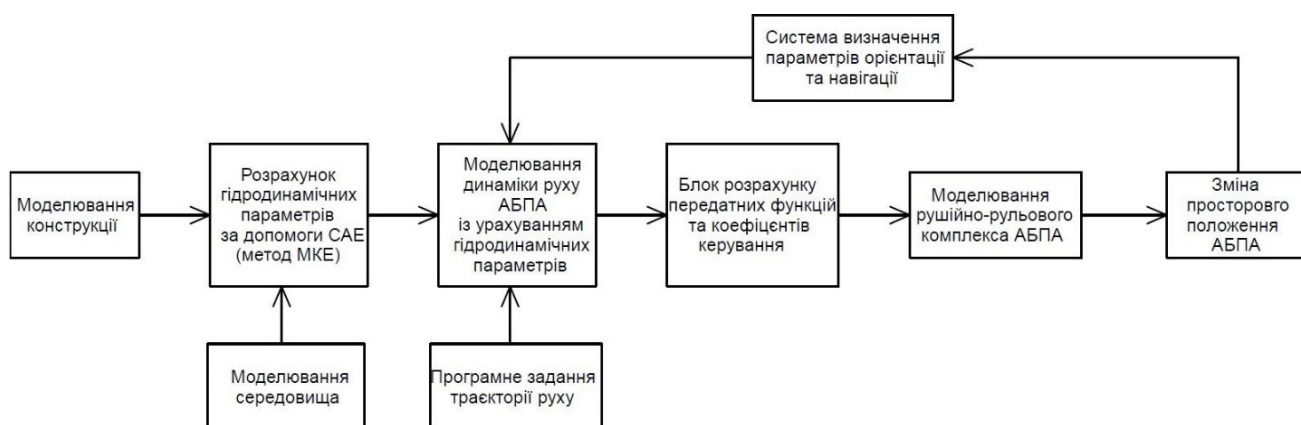 Система визначення
параметрів орієнтації
та навігації
Моделювання
конструкції
Розрахунок
гідродинамічних
параметрів
за допомоги САЕ
(метод МКЕ)
Моделювання
динаміки руху
АБПА
із урахуванням
гідродинамічних
параметрів
Блок розрахунку
передатних функцій
та коефіцєнтів
керування
Моделювання
рушійно-рульового
комплекса АБПА
Зміна
просторовго
положення
АБПА
Моделювання
середовища
Програмне задання
траєкторії руху